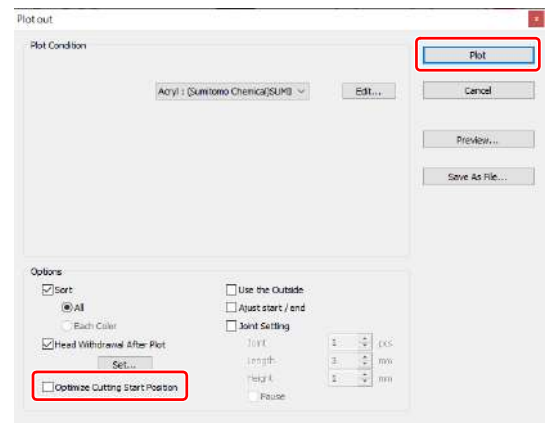 Plot out
Plot Condition
Plot
Acryl : (Sumitomo Chemical)SUMI
Edit...
Cancel
Preview...
Save As File...
Options
Sort
Use the Outside
All
Ajust start / end
Each Color
Joint Setting
Head Withdrawal After Plot
Joint 1 pcs
Set...
Length 3 mm
Optimize Cutting Start Position
Height 1 mm
Pause